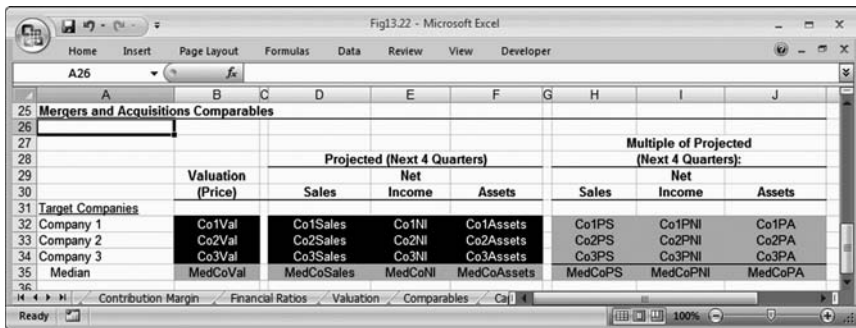 Fig13.22 - Microsoft Excel
Home Insert Page Layout Formulas Data Review View Developer
A26 fx
A B C D E F G H I J
25 Mergers and Acquisitions Comparables
26
27 Multiple of Projected
28 Projected (Next 4 Quarters) (Next 4 Quarters):
29 Valuation Net Net
30 (Price) Sales Income Assets Sales Income Assets
31 Target Companies
32 Company 1 Co1Val Co1Sales Co1NI Co1Assets Co1PS Co1PNI Co1PA
33 Company 2 Co2Val Co2Sales Co2NI Co2Assets Co2PS Co2PNI Co2PA
34 Company 3 Co3Val Co3Sales Co3NI Co3Assets Co3PS Co3PNI Co3PA
35 Median MedCoVal MedCoSales MedCoNI MedCoAssets MedCoPS MedCoPNI MedCoPA
36
Contribution Margin Financial Ratios Valuation Comparables Ca
Ready 100%